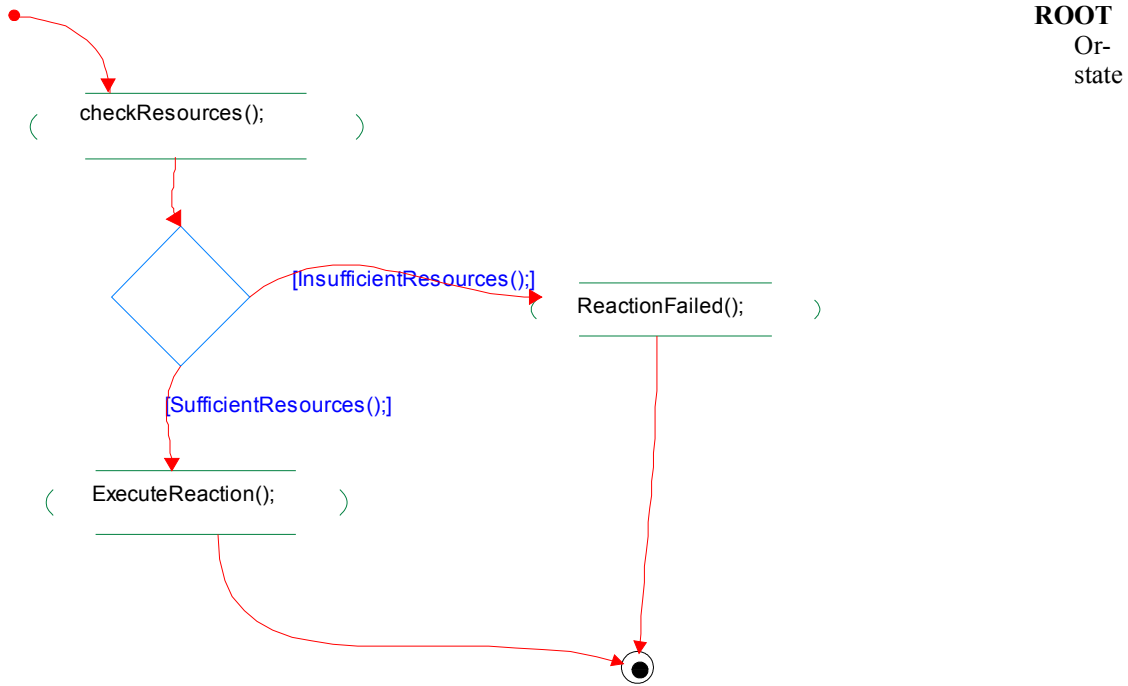 ROOT
Or-
state
checkResources();
[InsufficientResources();]
ReactionFailed();
[SufficientResources();]
ExecuteReaction();